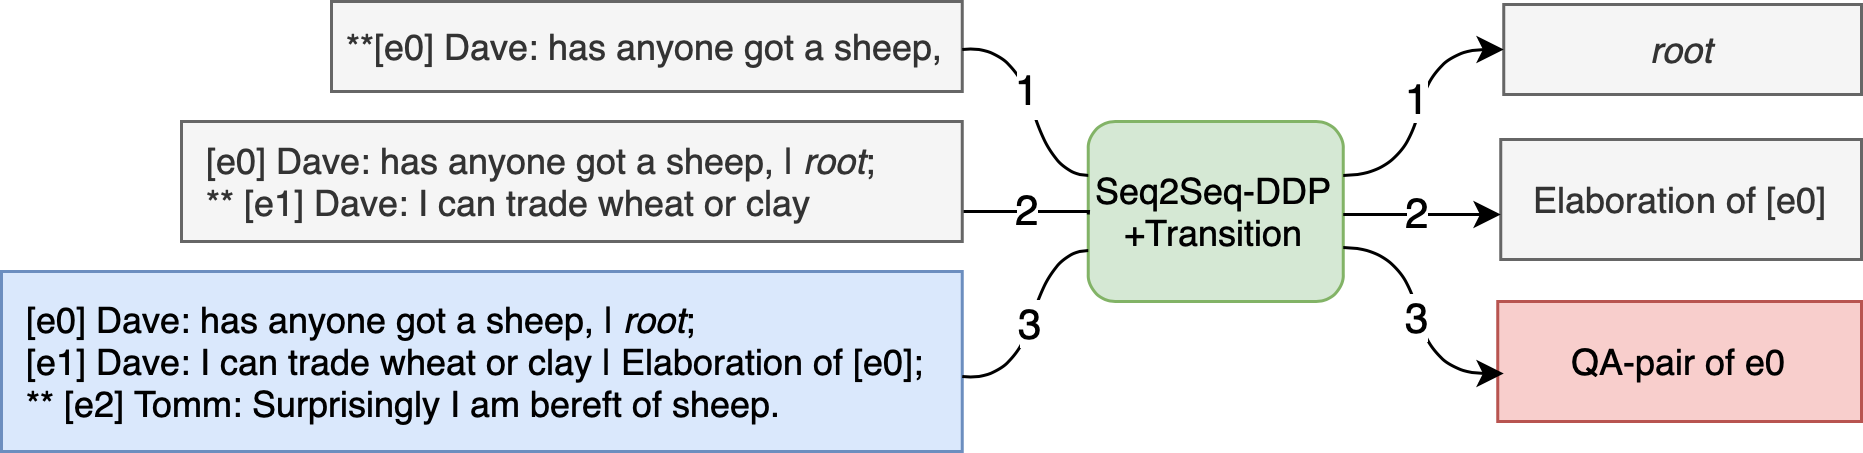 **[e0] Dave: has anyone got a sheep,
1
[e0] Dave: has anyone got a sheep, | root;
** [e1] Dave: I can trade wheat or clay
2
[e0] Dave: has anyone got a sheep, | root;
[e1] Dave: I can trade wheat or clay | Elaboration of [e0];
** [e2] Tomm: Surprisingly I am bereft of sheep.
3
Seq2Seq-DDP
+Transition
1
root
2
Elaboration of [e0]
3
QA-pair of e0